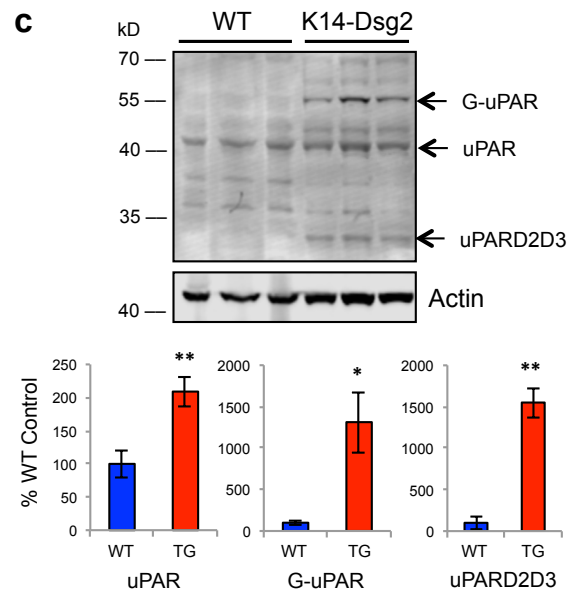 c
kD
WT K14-Dsg2
70
55
G-uPAR
40
uPAR
35
uPARD2D3
40
Actin
% WT Control
250
200
150
100
50
0
**
WT TG
uPAR
2000
1500
1000
500
0
*
WT TG
G-uPAR
2000
1500
1000
500
0
**
WT TG
uPARD2D3